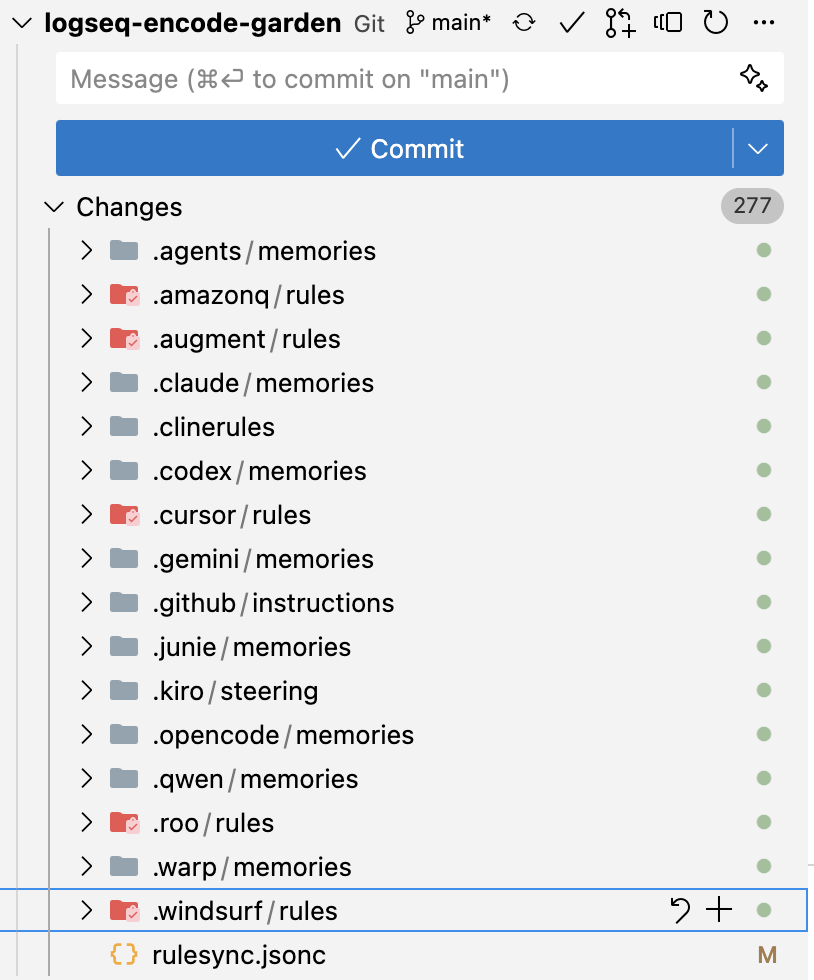 logseq-encode-garden Git main*
Message (⌘⏎ to commit on "main")
Commit
Changes 277
.agents/memories
.amazonq/rules
.augment/rules
.claude/memories
.clinerules
.codex/memories
.cursor/rules
.gemini/memories
.github/instructions
.junie/memories
.kiro/steering
.opencode/memories
.qwen/memories
.roo/rules
.warp/memories
.windsurf/rules
rulesync.jsonc M